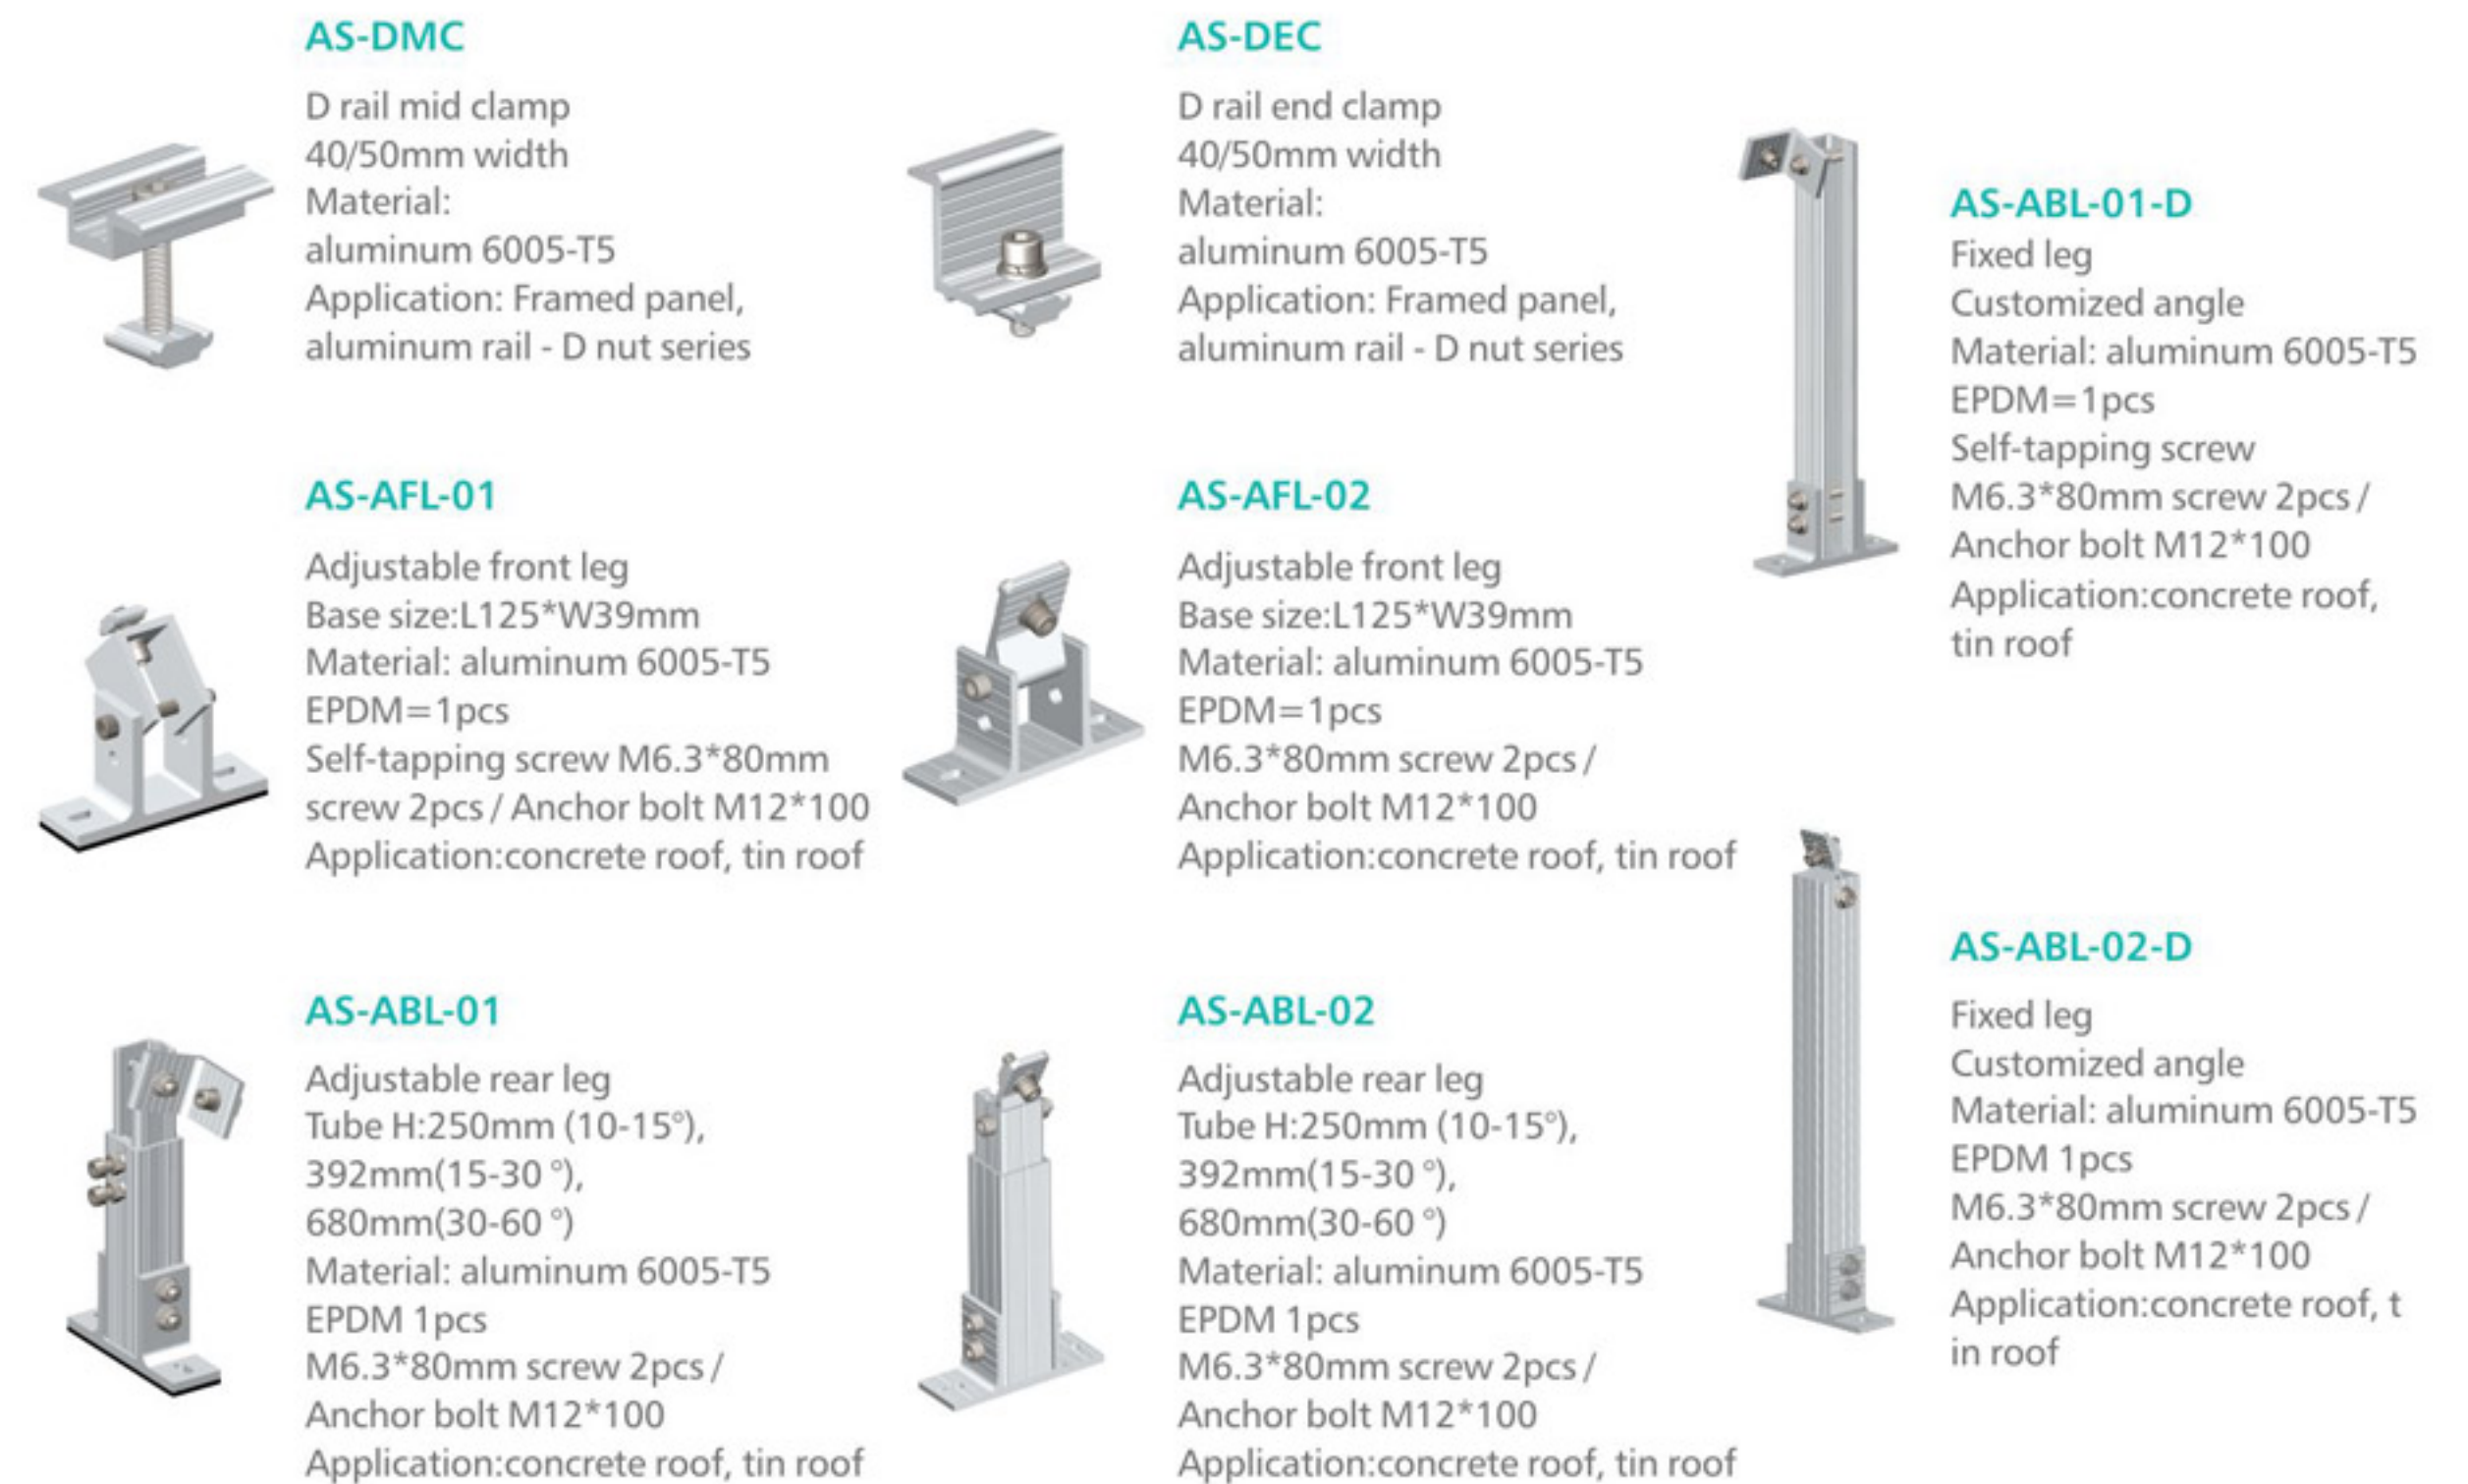 AS-DMC
D rail mid clamp
40/50mm width
Material:
aluminum 6005-T5
Application: Framed panel,
aluminum rail - D nut series
AS-DEC
D rail end clamp
40/50mm width
Material:
aluminum 6005-T5
Application: Framed panel,
aluminum rail - D nut series
AS-ABL-01-D
Fixed leg
Customized angle
Material: aluminum 6005-T5
EPDM=1pcs
Self-tapping screw
M6.3*80mm screw 2pcs /
Anchor bolt M12*100
Application:concrete roof,
tin roof
AS-AFL-01
Adjustable front leg
Base size:L125*W39mm
Material: aluminum 6005-T5
EPDM=1pcs
Self-tapping screw M6.3*80mm
screw 2pcs / Anchor bolt M12*100
Application:concrete roof, tin roof
AS-AFL-02
Adjustable front leg
Base size:L125*W39mm
Material: aluminum 6005-T5
EPDM=1pcs
M6.3*80mm screw 2pcs /
Anchor bolt M12*100
Application:concrete roof, tin roof
AS-ABL-01
Adjustable rear leg
Tube H:250mm (10-15°),
392mm(15-30 °),
680mm(30-60 °)
Material: aluminum 6005-T5
EPDM 1pcs
M6.3*80mm screw 2pcs /
Anchor bolt M12*100
Application:concrete roof, tin roof
AS-ABL-02
Adjustable rear leg
Tube H:250mm (10-15°),
392mm(15-30 °),
680mm(30-60 °)
Material: aluminum 6005-T5
EPDM 1pcs
M6.3*80mm screw 2pcs /
Anchor bolt M12*100
Application:concrete roof, tin roof
AS-ABL-02-D
Fixed leg
Customized angle
Material: aluminum 6005-T5
EPDM 1pcs
M6.3*80mm screw 2pcs /
Anchor bolt M12*100
Application:concrete roof, t
in roof